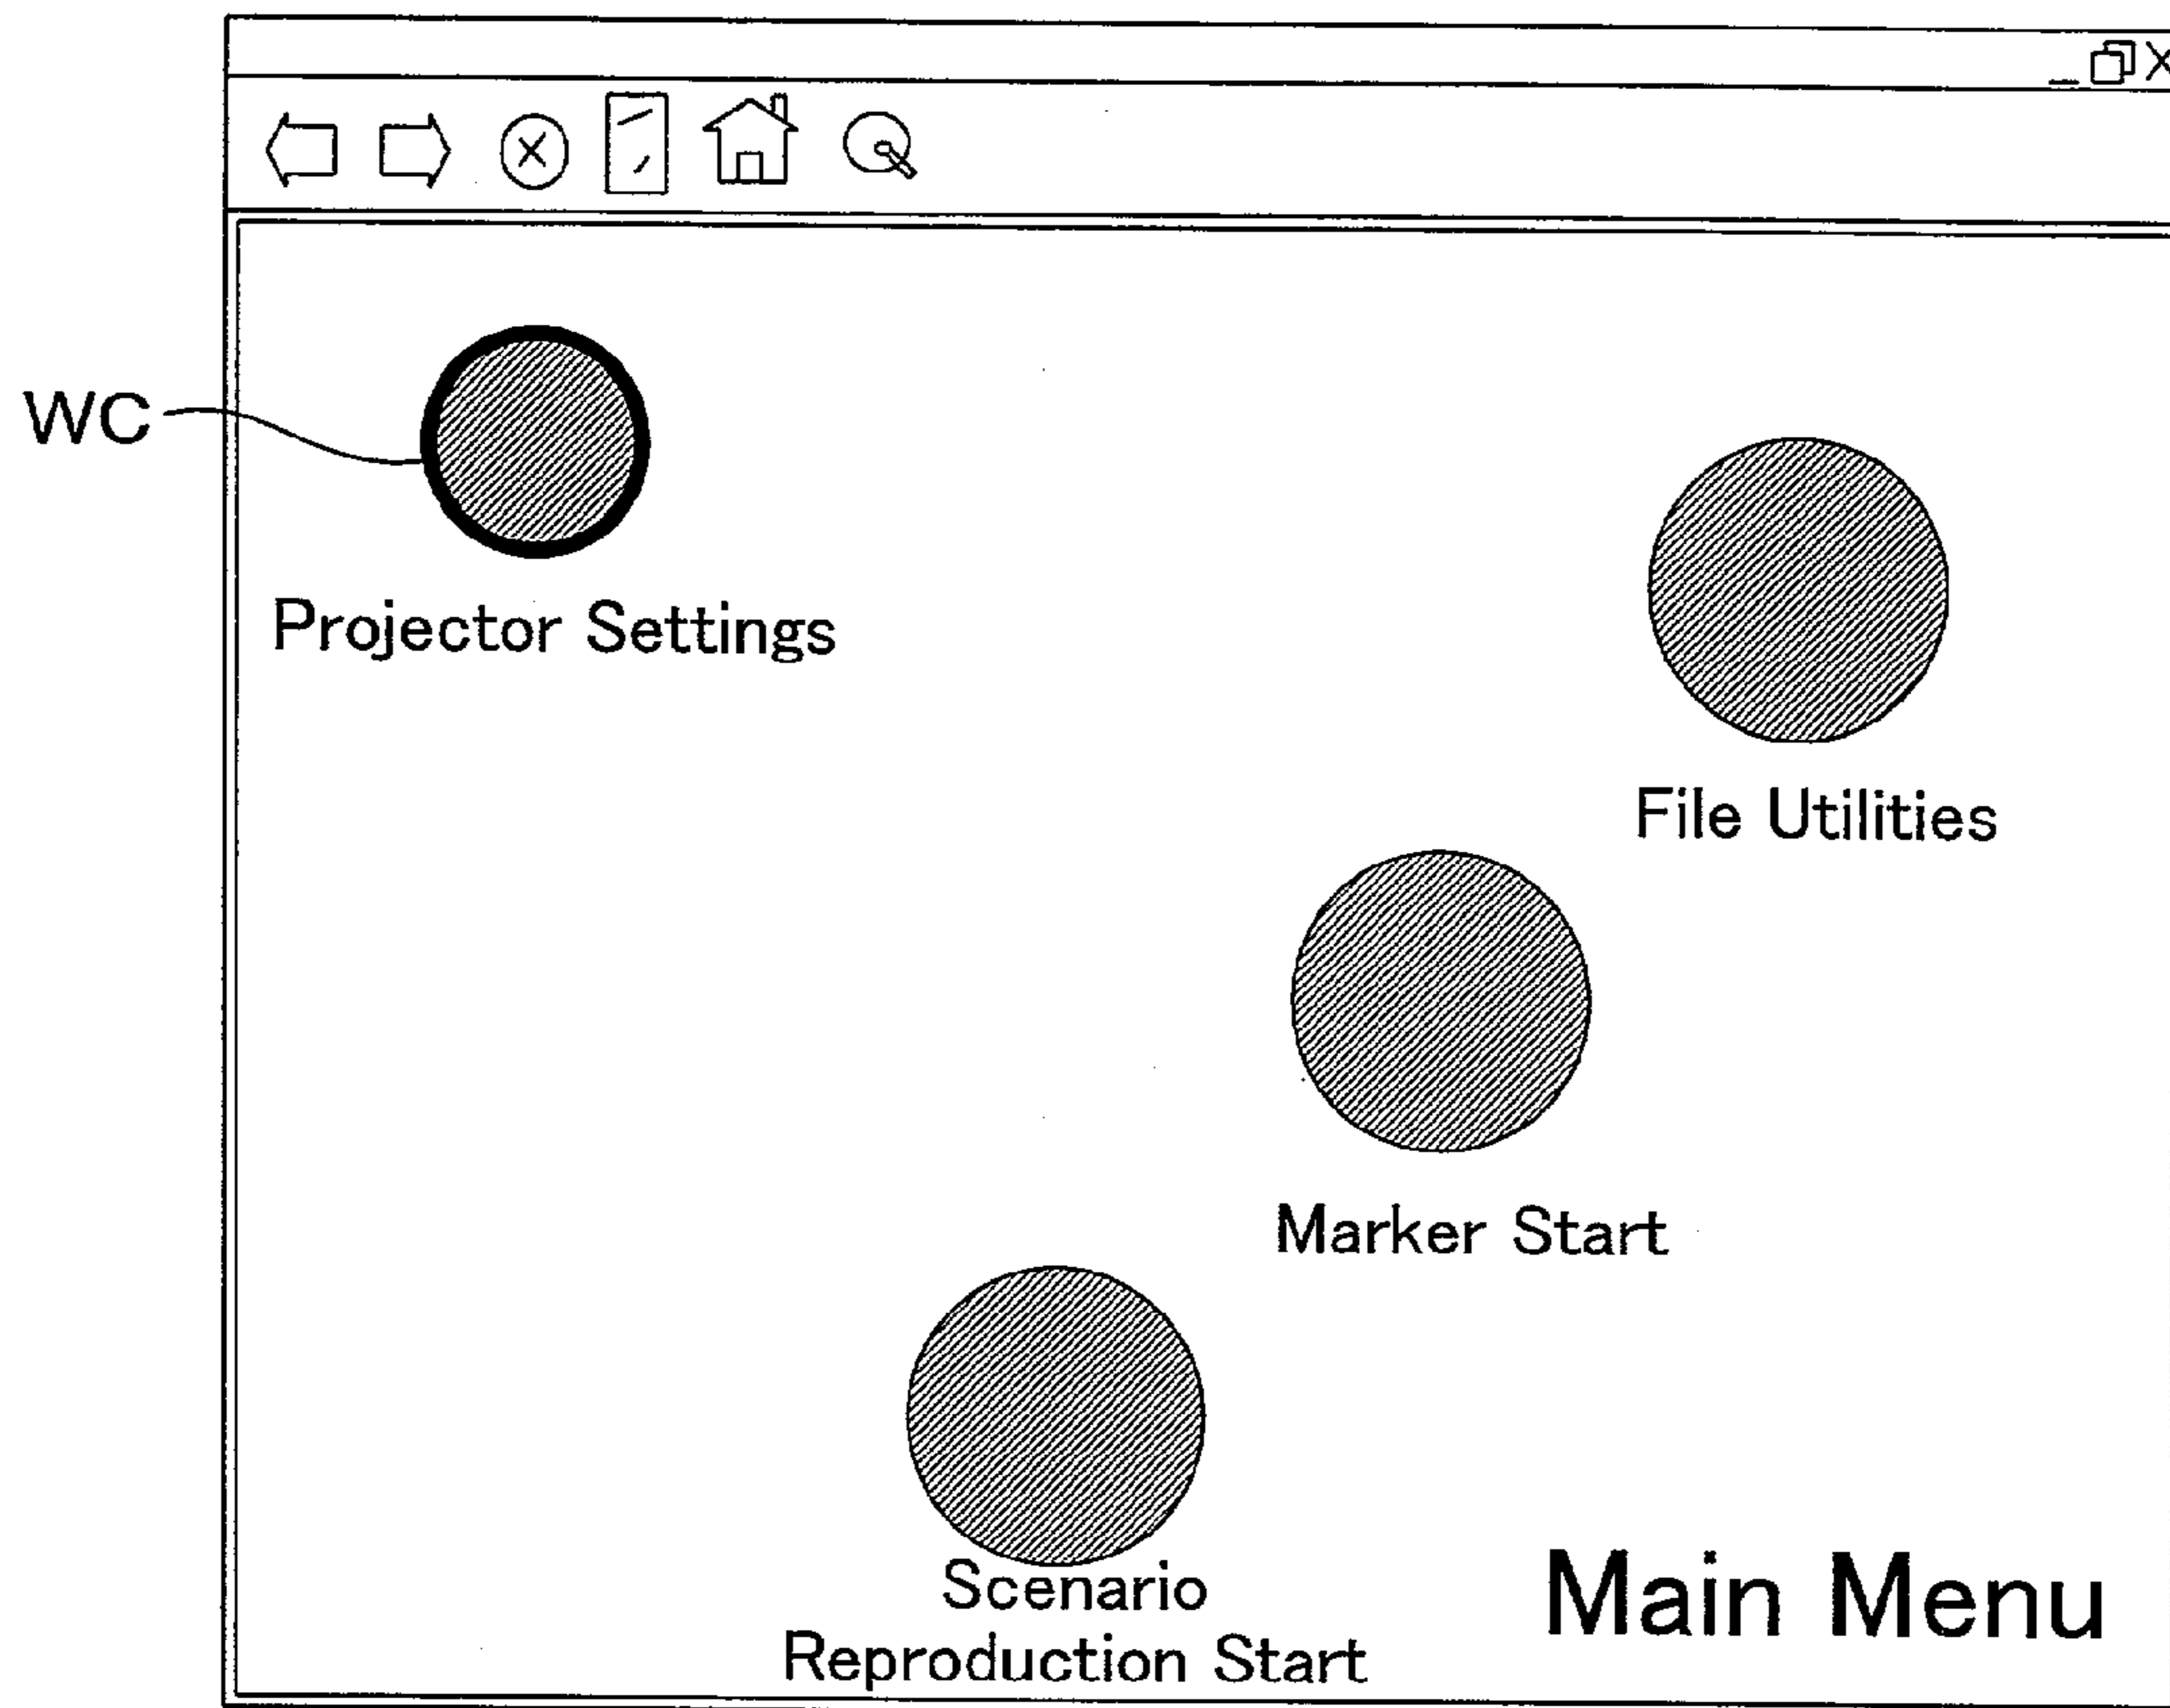 WC
Projector Settings
File Utilities
Marker Start
Scenario
Reproduction Start
Main Menu